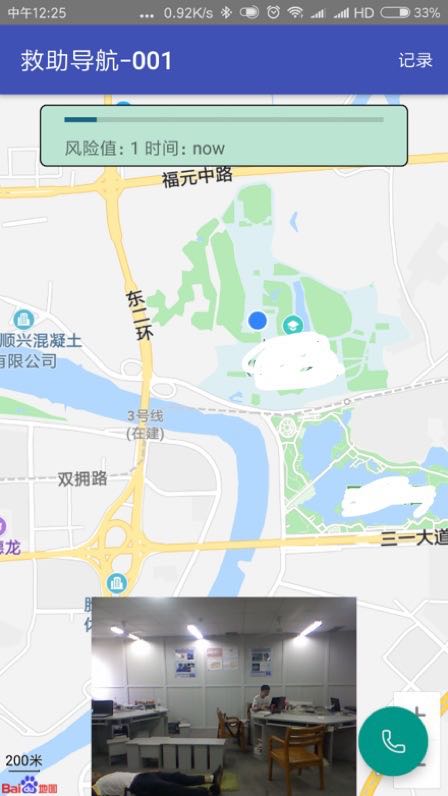 中午12:25
... 0.92K/s HD 33%
救助导航-001
记录
风险值: 1 时间: now
福元中路
东二环
顺兴混凝土
有限公司
3号线
(在建)
双拥路
德龙
三一大道
200米
Bai 地图